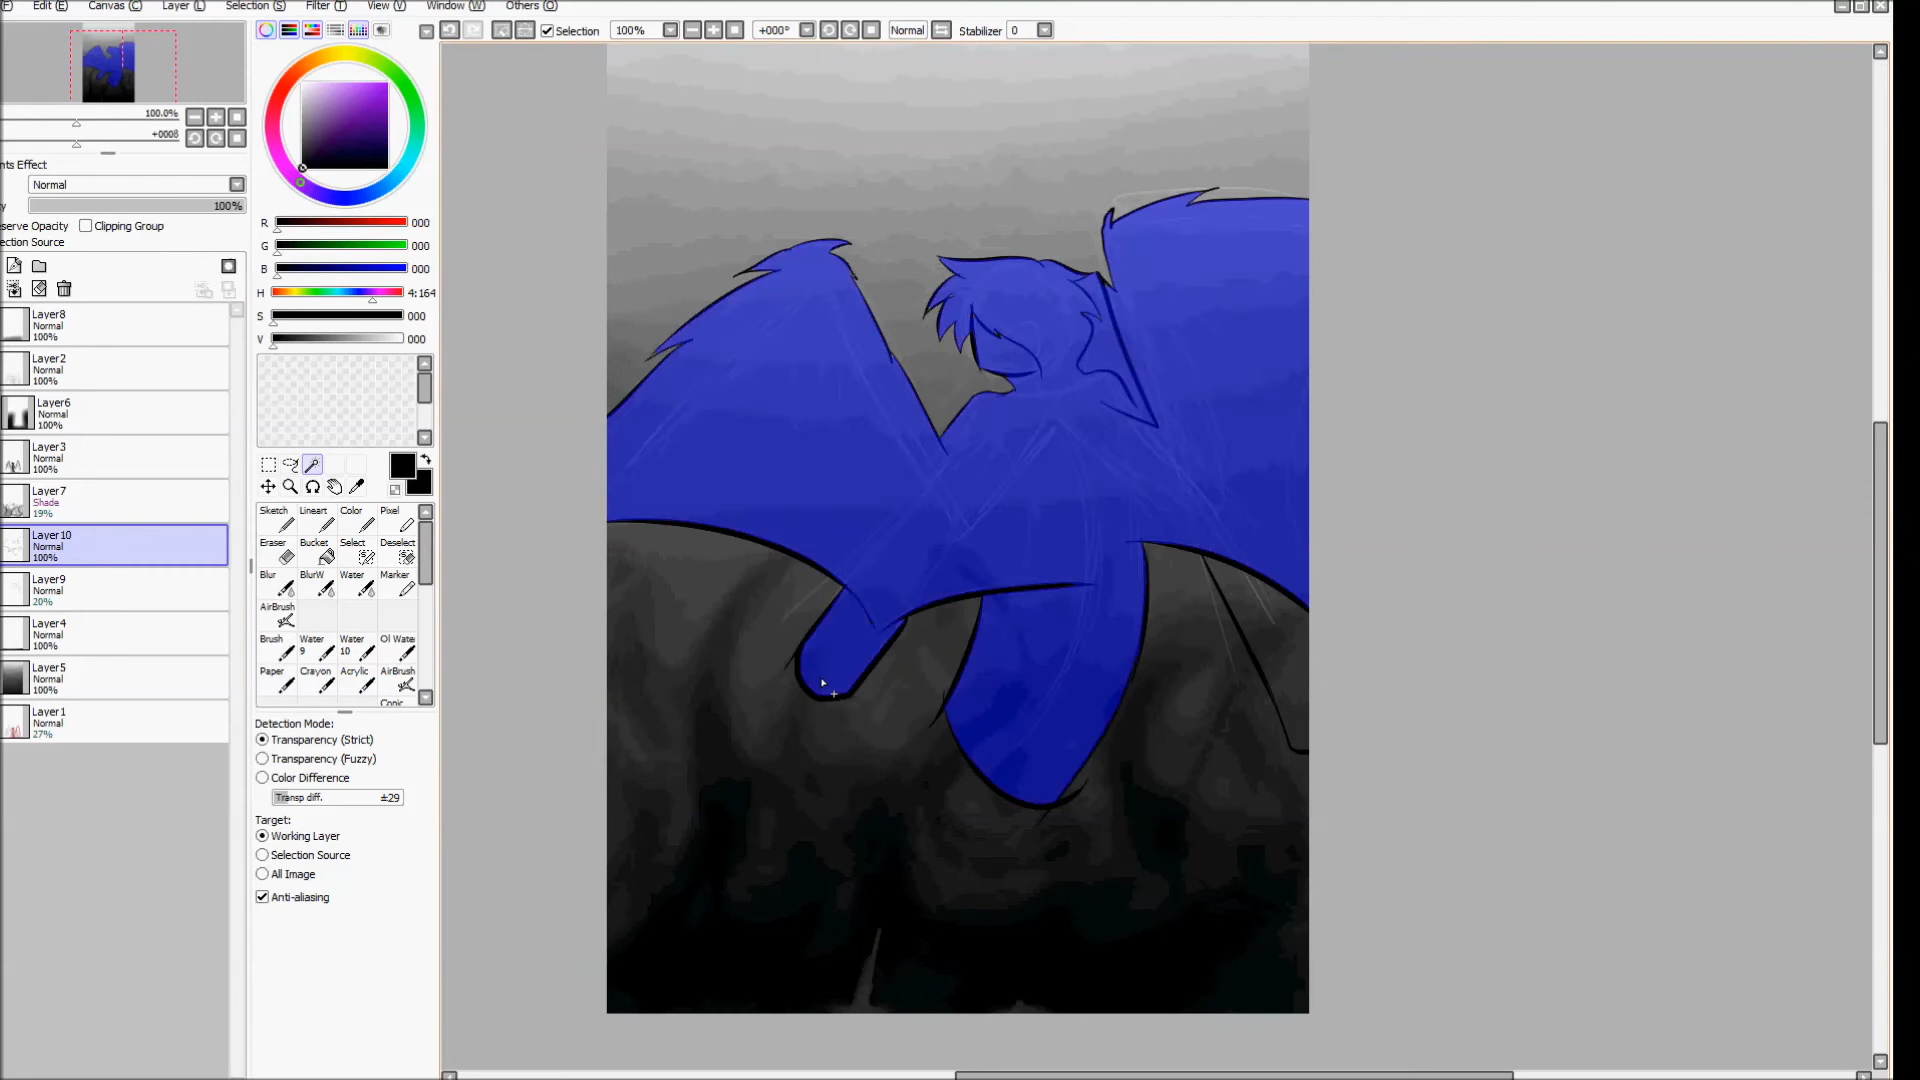 (F) Edit (E) Canvas (C) Layer (L) Selection (S) Filter (T) View (V) Window (W) Others (O)
Selection 100% +000° Normal Stabilizer 0
100.0%
+000
nts Effect
Normal
100%
serve Opacity Clipping Group
ection Source
Layer8
Normal
100%
Layer2
Normal
100%
Layer6
Normal
100%
Layer3
Normal
100%
Layer7
Shade
19%
Layer10
Normal
100%
Layer9
Normal
20%
Layer4
Normal
100%
Layer5
Normal
100%
Layer1
Normal
27%
R 000
G 000
B 000
H 4:164
S 000
V 000
Sketch Lineart Color Pixel
Eraser Bucket Select Deselect
Blur BlurW Water Marker
AirBrush
Brush Water 9 Water 10 Ol Wate
Paper Crayon Acrylic AirBrush
Detection Mode:
Transparency (Strict)
Transparency (Fuzzy)
Color Difference
Transp diff. ±29
Target:
Working Layer
Selection Source
All Image
Anti-aliasing